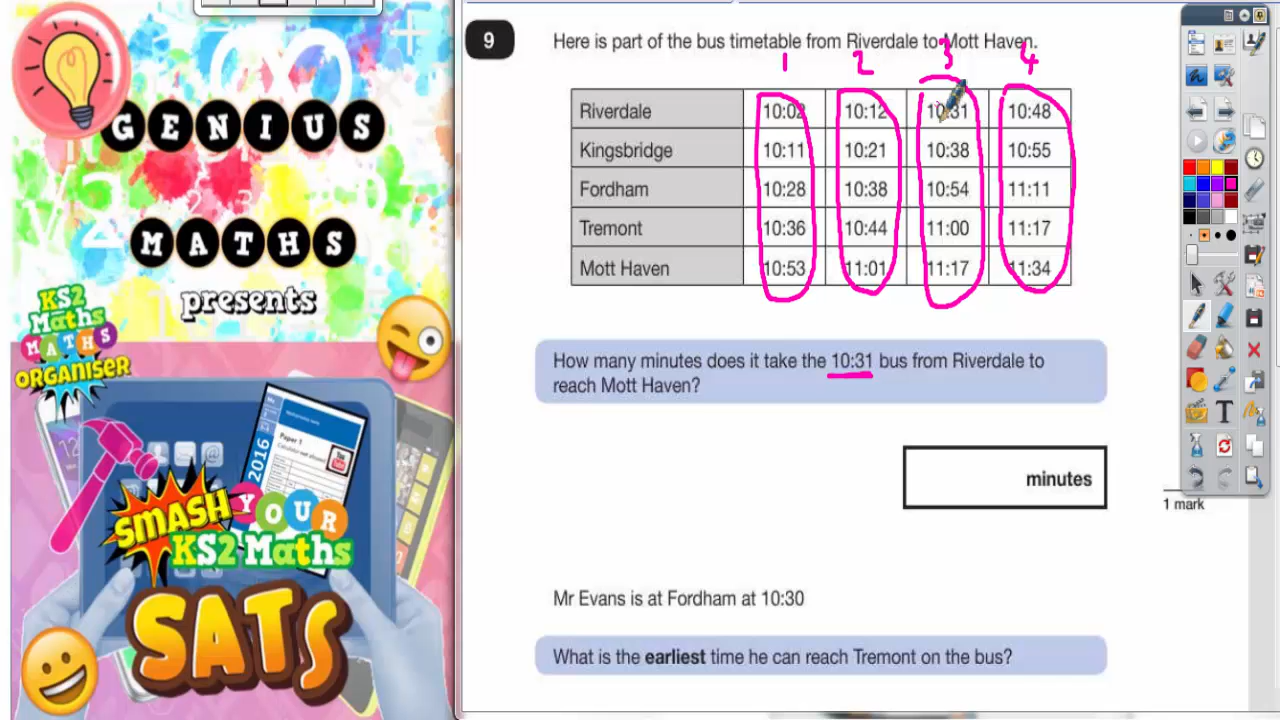 GENIUS
MATHS
presents
KS2
Maths
MATHS
ORGANISER
2016
Paper 1
SMASH YOUR
KS2 Maths
SATS
9
Here is part of the bus timetable from Riverdale to Mott Haven.
1 2 3 4
Riverdale 10:02 10:12 10:31 10:48
Kingsbridge 10:11 10:21 10:38 10:55
Fordham 10:28 10:38 10:54 11:11
Tremont 10:36 10:44 11:00 11:17
Mott Haven 10:53 11:01 11:17 11:34
How many minutes does it take the 10:31 bus from Riverdale to
reach Mott Haven?
minutes
1 mark
Mr Evans is at Fordham at 10:30
What is the earliest time he can reach Tremont on the bus?